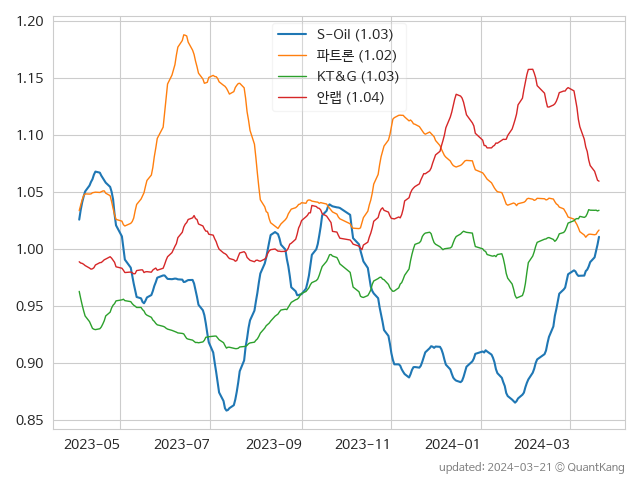 1.20
1.15
1.10
1.05
1.00
0.95
0.90
0.85
S-Oil (1.03)
파트론 (1.02)
KT&G (1.03)
안랩 (1.04)
2023-05 2023-07 2023-09 2023-11 2024-01 2024-03
updated: 2024-03-21 © QuantKang